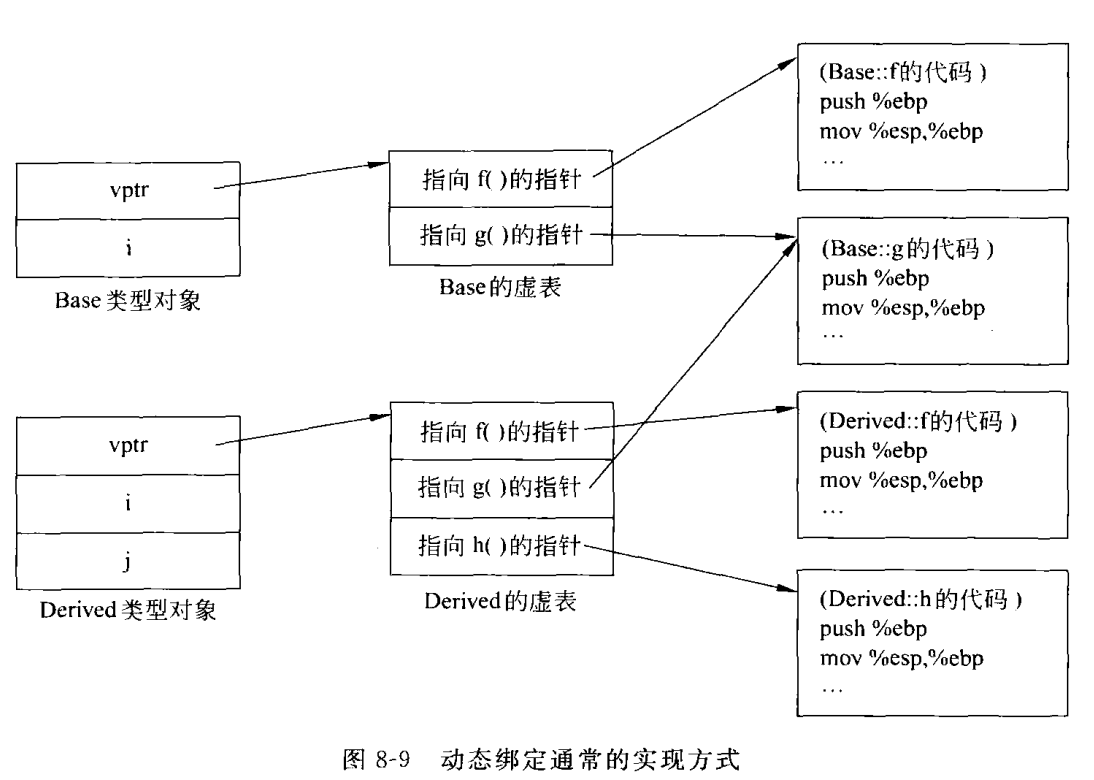 vptr
i
Base 类型对象
指向 f( )的指针
指向 g( )的指针
Base的虚表
(Base::f的代码 )
push %ebp
mov %esp,%ebp
…
(Base::g的代码 )
push %ebp
mov %esp,%ebp
…
vptr
i
j
Derived 类型对象
指向 f( )的指针
指向 g( )的指针
指向 h( )的指针
Derived的虚表
(Derived::f的代码 )
push %ebp
mov %esp,%ebp
…
(Derived::h的代码 )
push %ebp
mov %esp,%ebp
…
图 8-9 动态绑定通常的实现方式